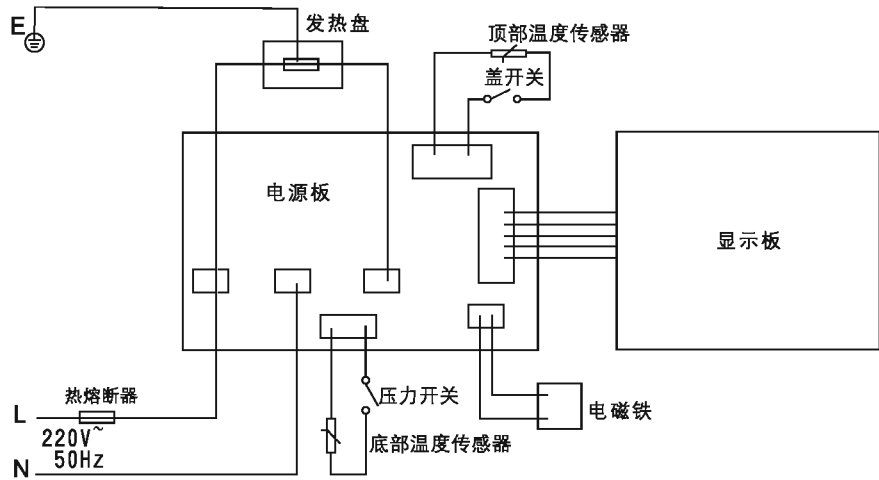 E
发热盘
顶部温度传感器
盖开关
电源板
显示板
热熔断器
L
220V~
50Hz
N
压力开关
底部温度传感器
电磁铁